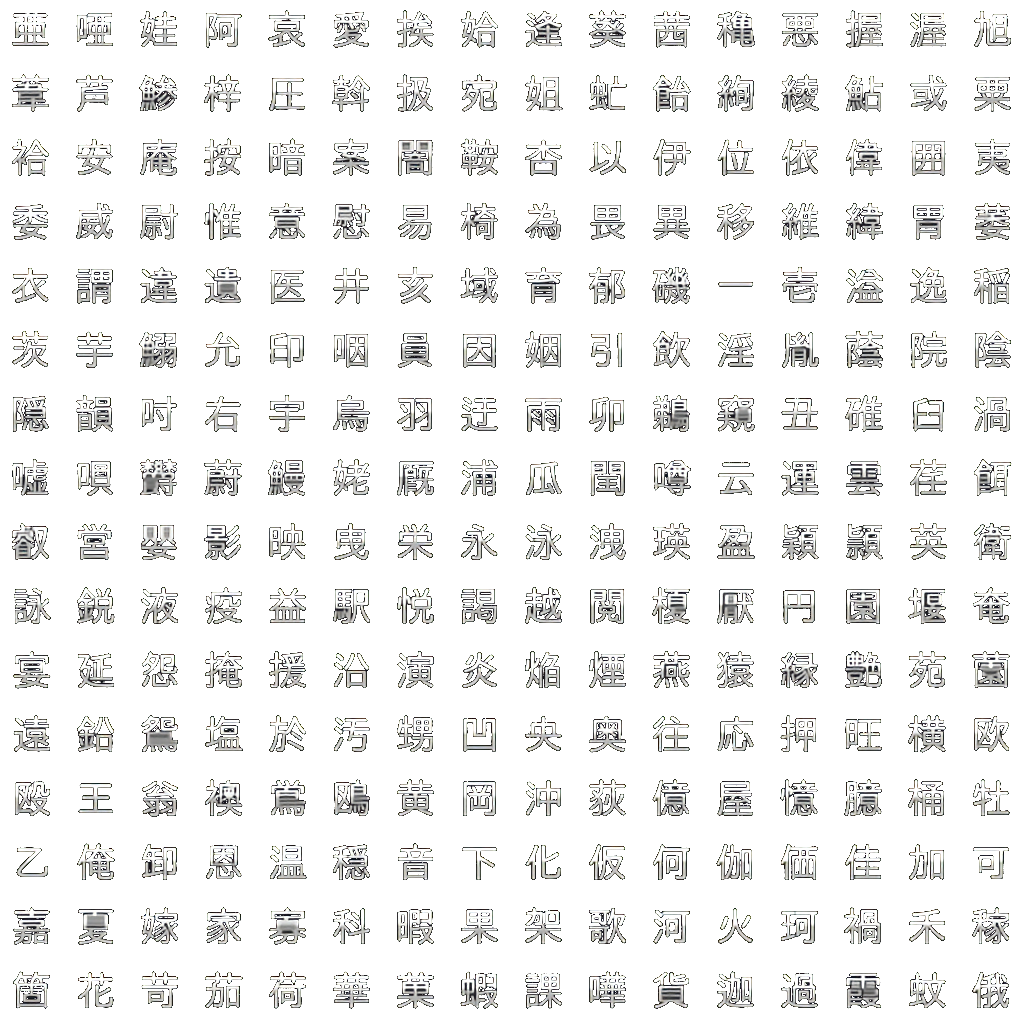 亜唖娃阿哀愛挨姶逢葵茜穐悪握渥旭
葦芦鯵梓圧斡扱宛姐虻飴絢綾鮎或粟
袷安庵按暗案闇鞍杏以伊位依偉囲夷
委威尉惟意慰易椅為畏異移維緯胃萎
衣謂違遺医井亥域育郁磯一壱溢逸稲
茨芋鰯允印咽員因姻引飲淫胤蔭院陰
隠韻吋右宇烏羽迂雨卯鵜窺丑碓臼渦
嘘唄欝蔚鰻姥厩浦瓜閏噂云運雲荏餌
叡営嬰影映曳栄永泳洩瑛盈穎頴英衛
詠鋭液疫益駅悦謁越閲榎厭円園堰奄
宴延怨掩援沿演炎焔煙燕猿縁艶苑薗
遠鉛鴛塩於汚甥凹央奥往応押旺横欧
殴王翁襖鴬鴎黄岡沖荻億屋憶臆桶牡
乙俺卸恩温穏音下化仮何伽価佳加可
嘉夏嫁家寡科暇果架歌河火珂禍禾稼
箇花苛茄荷華菓蝦課嘩貨迦過霞蚊俄